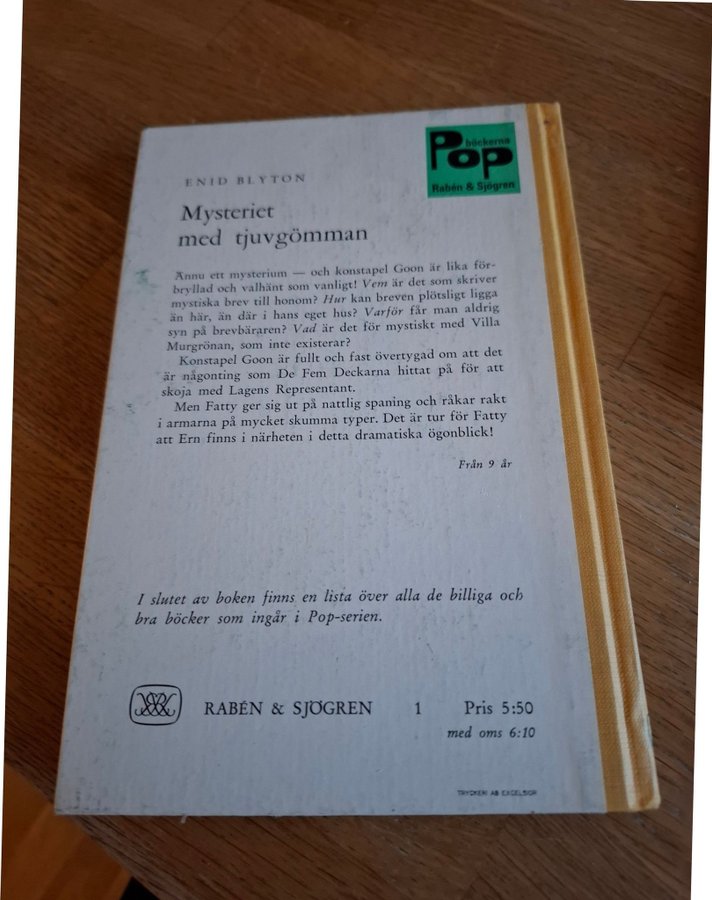 Pop
böckerna
Rabén & Sjögren
ENID BLYTON
Mysteriet
med tjuvgömman
Ännu ett mysterium — och konstapel Goon är lika för-
bryllad och valhänt som vanligt! Vem är det som skriver
mystiska brev till honom? Hur kan breven plötsligt ligga
än här, än där i hans eget hus? Varför får man aldrig
syn på brevbäraren? Vad är det för mystiskt med Villa
Murgrönan, som inte existerar?
Konstapel Goon är fullt och fast övertygad om att det
är någonting som De Fem Deckarna hittat på för att
skoja med Lagens Representant.
Men Fatty ger sig ut på nattlig spaning och råkar rakt
i armarna på mycket skumma typer. Det är tur för Fatty
att Ern finns i närheten i detta dramatiska ögonblick!
Från 9 år
I slutet av boken finns en lista över alla de billiga och
bra böcker som ingår i Pop-serien.
RABÉN & SJÖGREN 1 Pris 5:50
med oms 6:10
TRYCKERI AB EXCELSIOR